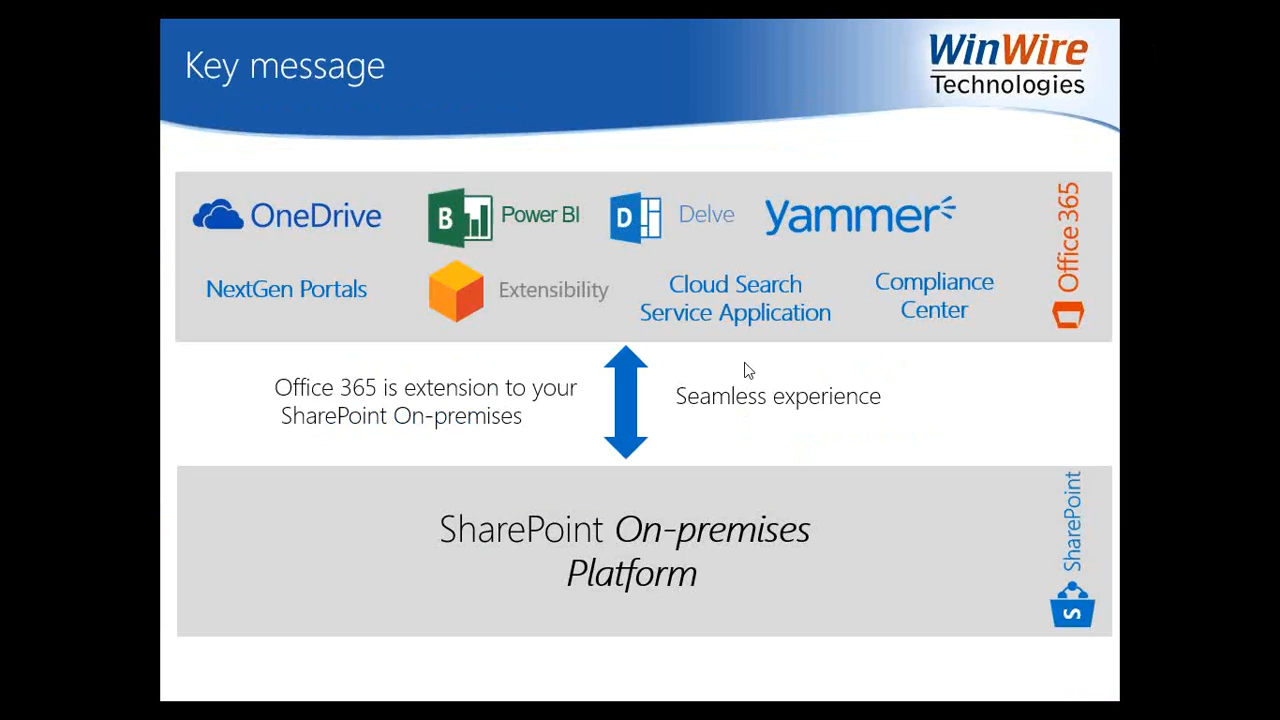 Key message
WinWire
Technologies
OneDrive
B
Power BI
D
Delve
yammer
NextGen Portals
Extensibility
Cloud Search
Service Application
Compliance
Center
Office 365
Office 365 is extension to your
SharePoint On-premises
Seamless experience
SharePoint On-premises
Platform
SharePoint
S